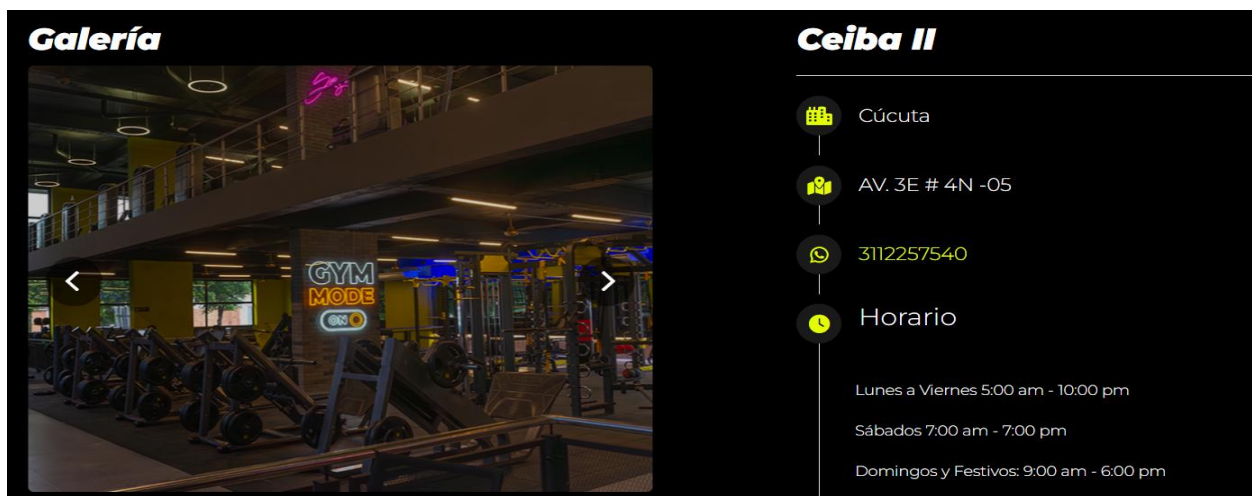 Galería
GYM
MODE
ON
Ceiba II
Cúcuta
AV. 3E # 4N -05
3112257540
Horario
Lunes a Viernes 5:00 am - 10:00 pm
Sábados 7:00 am - 7:00 pm
Domingos y Festivos: 9:00 am - 6:00 pm